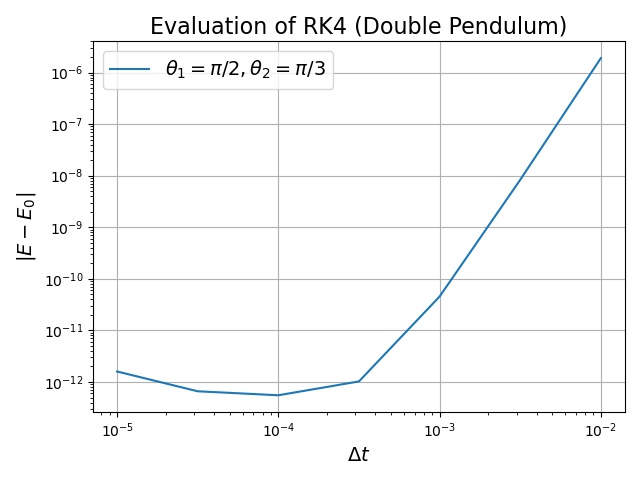 Evaluation of RK4 (Double Pendulum)
θ₁ = π/2, θ₂ = π/3
|E − E₀|
10⁻⁶
10⁻⁷
10⁻⁸
10⁻⁹
10⁻¹⁰
10⁻¹¹
10⁻¹²
10⁻⁵ 10⁻⁴ 10⁻³ 10⁻²
Δt